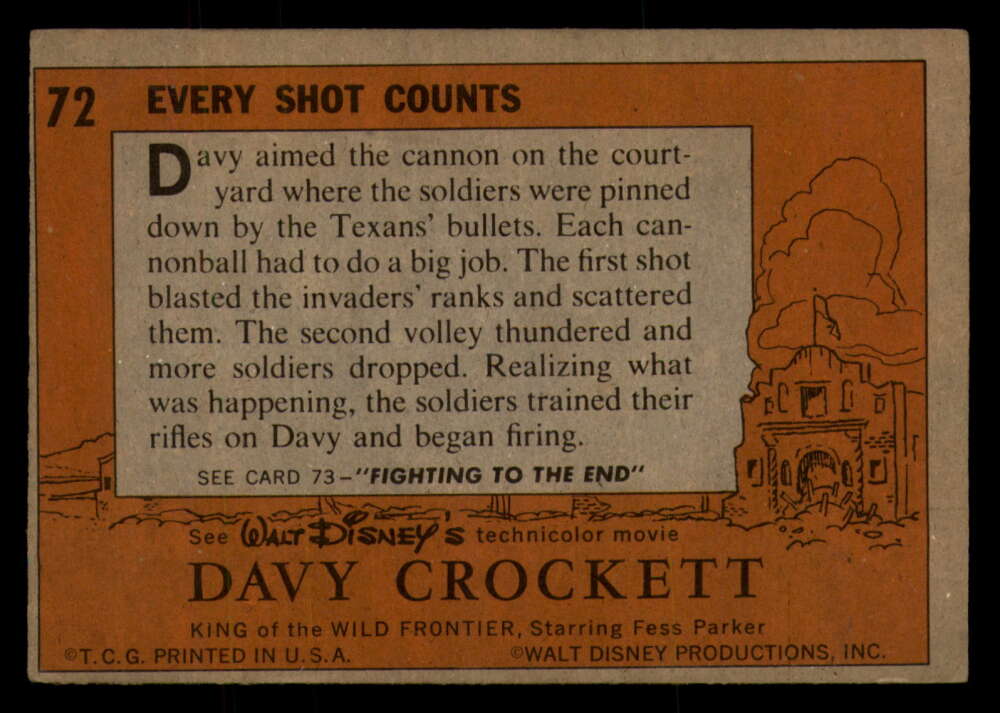 72 EVERY SHOT COUNTS
Davy aimed the cannon on the court-
yard where the soldiers were pinned
down by the Texans' bullets. Each can-
nonball had to do a big job. The first shot
blasted the invaders' ranks and scattered
them. The second volley thundered and
more soldiers dropped. Realizing what
was happening, the soldiers trained their
rifles on Davy and began firing.
SEE CARD 73–"FIGHTING TO THE END"
See WALT DISNEY'S technicolor movie
DAVY CROCKETT
KING of the WILD FRONTIER, Starring Fess Parker
©T.C.G. PRINTED IN U.S.A. ©WALT DISNEY PRODUCTIONS, INC.